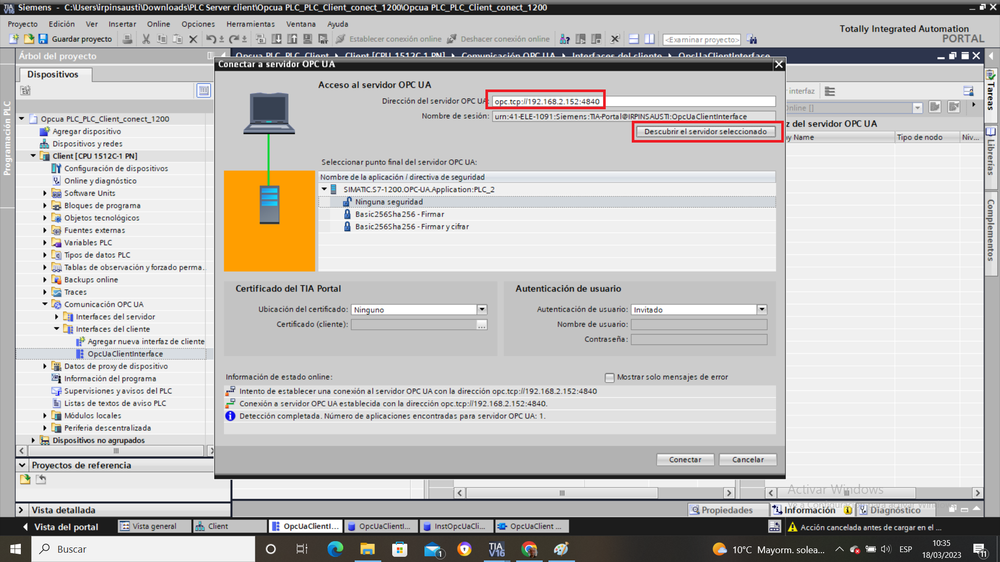 Siemens - C:\Users\irpinsausti\Downloads\PLC Server client\Opcua PLC_PLC_Client_conect_1200\Opcua PLC_PLC_Client_conect_1200
Proyecto Edición Ver Insertar Online Opciones Herramientas Ventana Ayuda
Totally Integrated Automation
PORTAL
Guardar proyecto Establecer conexión online Deshacer conexión online <Examinar proyecto>
Árbol del proyecto
Opcua PLC_PLC_Client Client [CPU 1512C-1 PN] Comunicación OPC UA Interfaces del cliente OpcUaClientInterface
Dispositivos
Programación PLC
Opcua PLC_PLC_Client_conect_1200
Agregar dispositivo
Dispositivos y redes
Client [CPU 1512C-1 PN]
Configuración de dispositivos
Online y diagnóstico
Software Units
Bloques de programa
Objetos tecnológicos
Fuentes externas
Variables PLC
Tipos de datos PLC
Tablas de observación y forzado perma..
Backups online
Traces
Comunicación OPC UA
Interfaces del servidor
Interfaces del cliente
Agregar nueva interfaz de cliente
OpcUaClientInterface
Datos de proxy de dispositivo
Información del programa
Supervisiones y avisos del PLC
Listas de textos de aviso PLC
Módulos locales
Periferia descentralizada
Dispositivos no agrupados
Proyectos de referencia
Vista detallada
Conectar a servidor OPC UA
Acceso al servidor OPC UA
Dirección del servidor OPC UA: opc.tcp://192.168.2.152:4840
Nombre de sesión: urn:41-ELE-1091:Siemens:TIA-Portal@IRPINSAUSTI:OpcUaClientInterface
Descubrir el servidor seleccionado
Seleccionar punto final del servidor OPC UA:
Nombre de la aplicación / directiva de seguridad
SIMATIC.S7-1200.OPC-UA.Application:PLC_2
Ninguna seguridad
Basic256Sha256 - Firmar
Basic256Sha256 - Firmar y cifrar
Certificado del TIA Portal
Ubicación del certificado: Ninguno
Certificado (cliente): ...
Autenticación de usuario
Autenticación de usuario: Invitado
Nombre de usuario:
Contraseña:
Información de estado online:
Mostrar solo mensajes de error
Intento de establecer una conexión al servidor OPC UA con la dirección opc.tcp://192.168.2.152:4840
Conexión a servidor OPC UA establecida con la dirección opc.tcp://192.168.2.152:4840.
Detección completada. Número de aplicaciones encontradas para servidor OPC UA: 1.
Conectar Cancelar
interfaz
nline []
z del servidor OPC UA
y Name Tipo de nodo Niv...
Tareas
Librerías
Complementos
Activar Windows
Ve a Configuración para activar Windows.
Propiedades Información Diagnóstico
Vista del portal Vista general Client OpcUaClientI... OpcUaClientI... InstOpcUaCli... OpcUaClient ...
Acción cancelada antes de cargar en el ...
Buscar
TIA V16
1
10°C Mayorm. solea...
ESP
10:35
18/03/2023
11